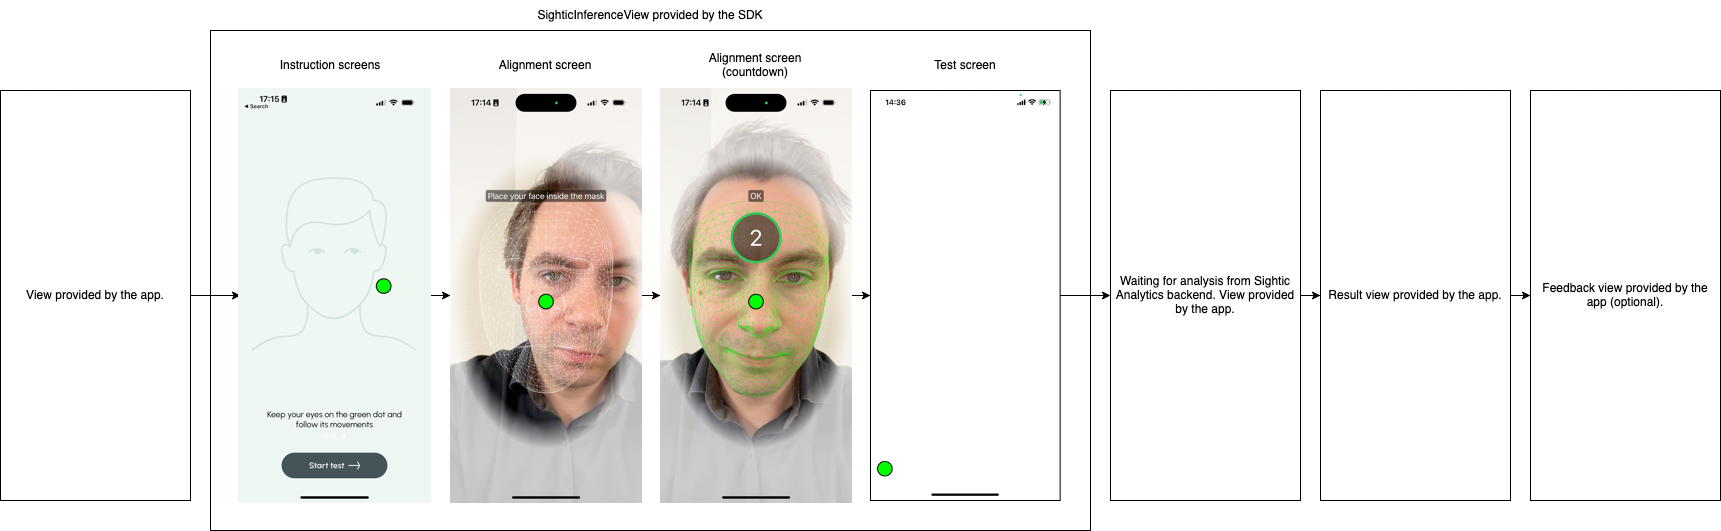 SighticInferenceView provided by the SDK
Instruction screens
Alignment screen
Alignment screen
(countdown)
Test screen
View provided by the app.
17:15
Search
Keep your eyes on the green dot and
follow its movements
Start test
17:14
Place your face inside the mask
17:14
OK
2
14:36
Waiting for analysis from Sightic
Analytics backend. View provided
by the app.
Result view provided by the app.
Feedback view provided by the
app (optional).